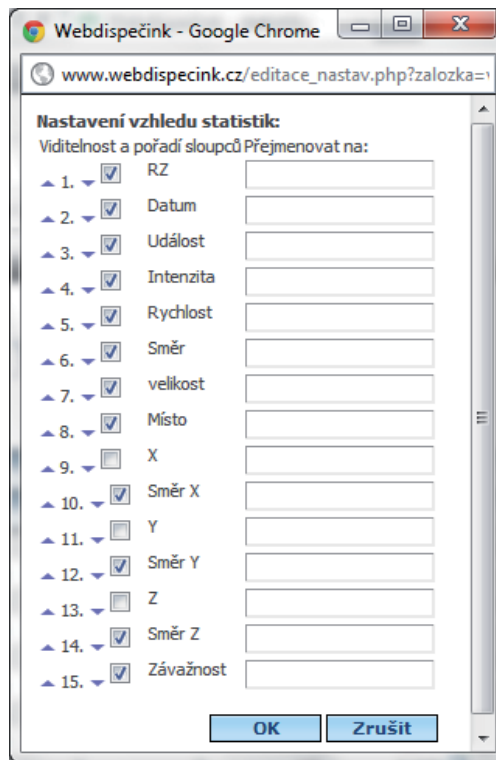 Webdispečink - Google Chrome
www.webdispecink.cz/editace_nastav.php?zalozka=
Nastavení vzhledu statistik:
Viditelnost a pořadí sloupců Přejmenovat na:
1. RZ
2. Datum
3. Událost
4. Intenzita
5. Rychlost
6. Směr
7. velikost
8. Místo
9. X
10. Směr X
11. Y
12. Směr Y
13. Z
14. Směr Z
15. Závažnost
OK Zrušit